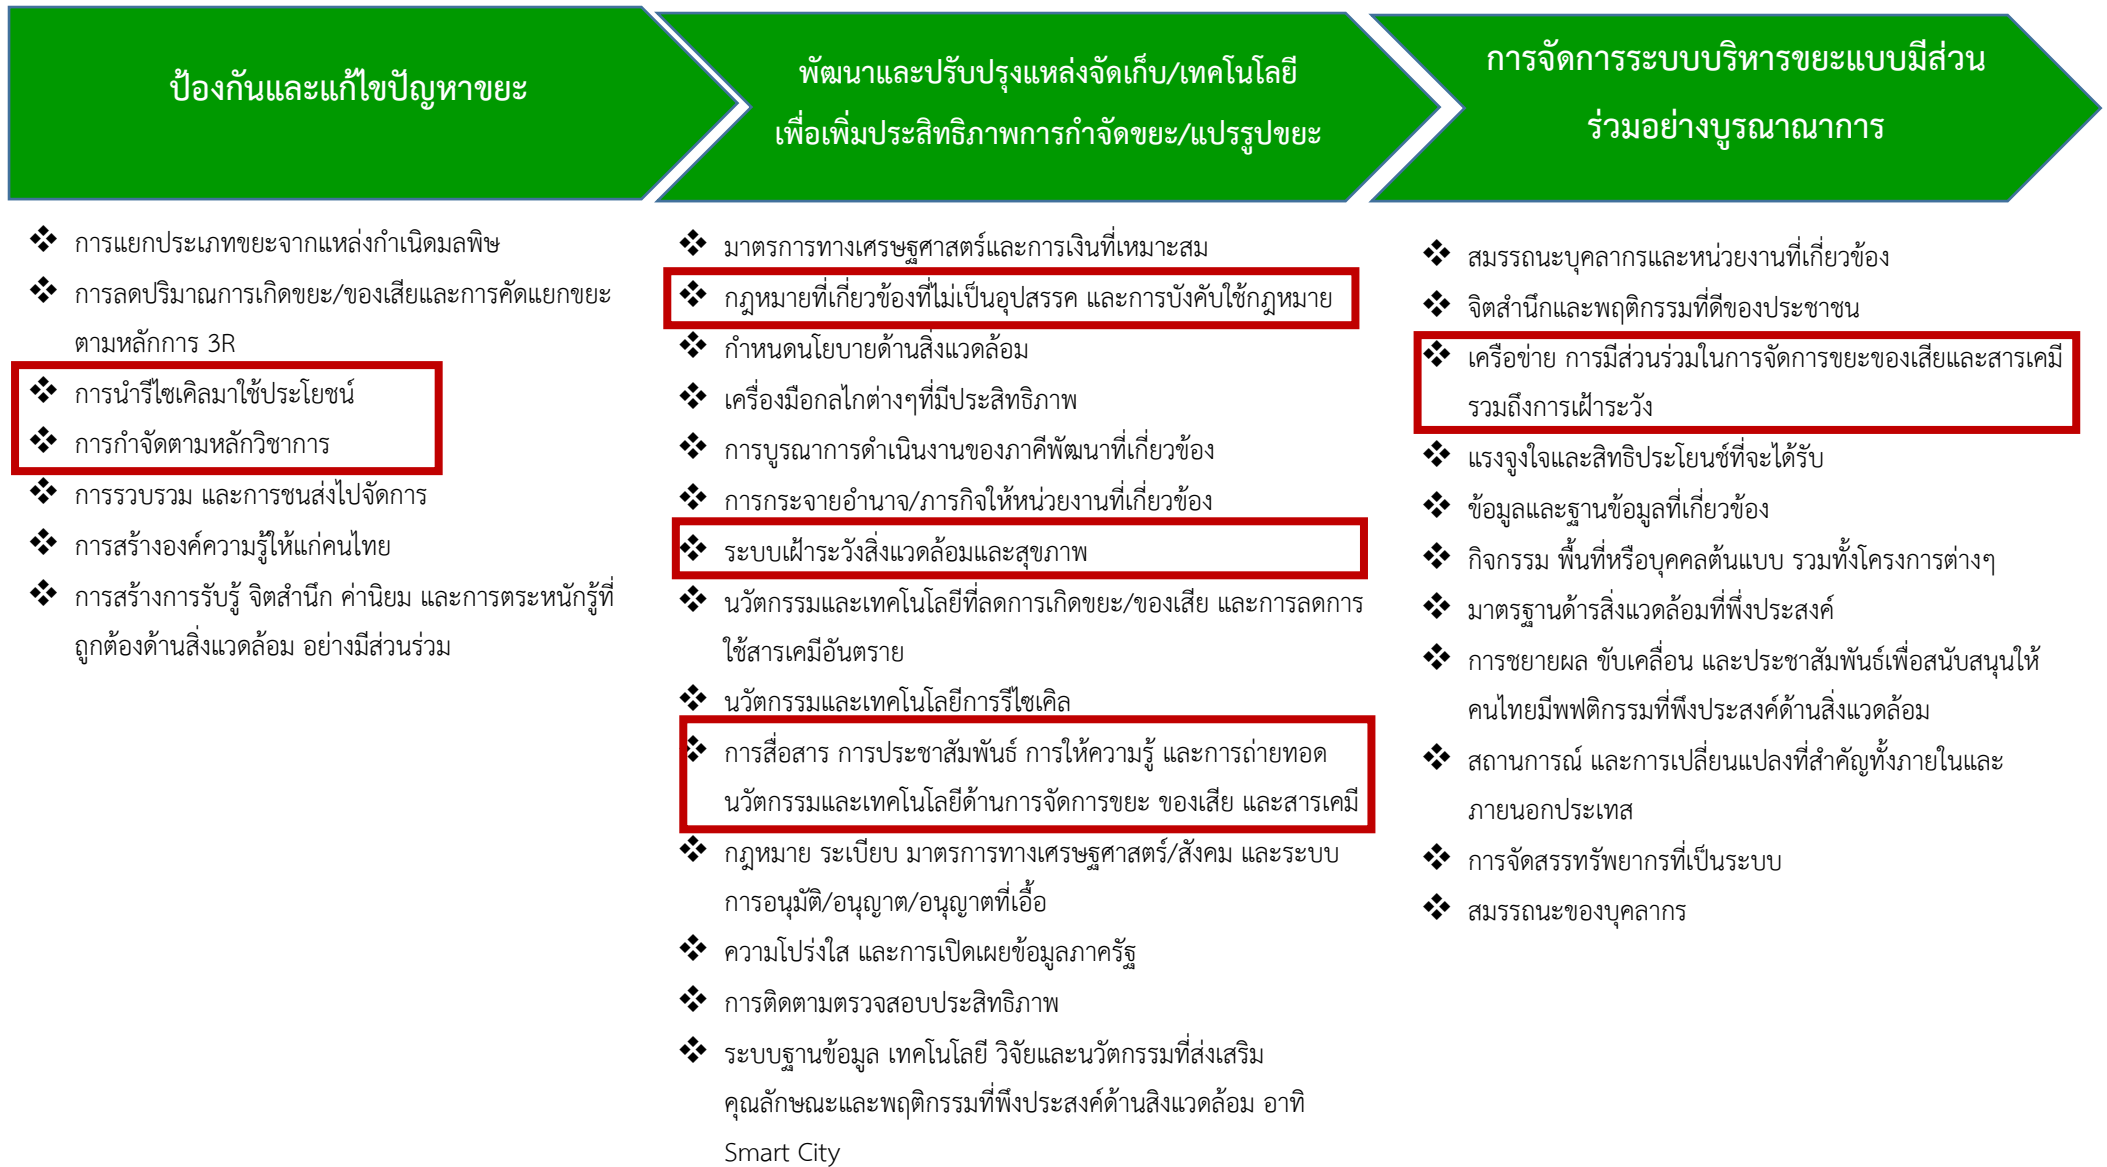 ป้องกันและแก้ไขปัญหาขยะ
พัฒนาและปรับปรุงแหล่งจัดเก็บ/เทคโนโลยี
เพื่อเพิ่มประสิทธิภาพการกำจัดขยะ/แปรรูปขยะ
การจัดการระบบบริหารขยะแบบมีส่วน
ร่วมอย่างบูรณาณาการ
❖ การแยกประเภทขยะจากแหล่งกำเนิดมลพิษ
❖ การลดปริมาณการเกิดขยะ/ของเสียและการคัดแยกขยะ
ตามหลักการ 3R
❖ การนำรีไซเคิลมาใช้ประโยชน์
❖ การกำจัดตามหลักวิชาการ
❖ การรวบรวม และการชนส่งไปจัดการ
❖ การสร้างองค์ความรู้ให้แก่คนไทย
❖ การสร้างการรับรู้ จิตสำนึก ค่านิยม และการตระหนักรู้ที่
ถูกต้องด้านสิ่งแวดล้อม อย่างมีส่วนร่วม
❖ มาตรการทางเศรษฐศาสตร์และการเงินที่เหมาะสม
❖ กฎหมายที่เกี่ยวข้องที่ไม่เป็นอุปสรรค และการบังคับใช้กฎหมาย
❖ กำหนดนโยบายด้านสิ่งแวดล้อม
❖ เครื่องมือกลไกต่างๆที่มีประสิทธิภาพ
❖ การบูรณาการดำเนินงานของภาคีพัฒนาที่เกี่ยวข้อง
❖ การกระจายอำนาจ/ภารกิจให้หน่วยงานที่เกี่ยวข้อง
❖ ระบบเฝ้าระวังสิ่งแวดล้อมและสุขภาพ
❖ นวัตกรรมและเทคโนโลยีที่ลดการเกิดขยะ/ของเสีย และการลดการ
ใช้สารเคมีอันตราย
❖ นวัตกรรมและเทคโนโลยีการรีไซเคิล
❖ การสื่อสาร การประชาสัมพันธ์ การให้ความรู้ และการถ่ายทอด
นวัตกรรมและเทคโนโลยีด้านการจัดการขยะ ของเสีย และสารเคมี
❖ กฎหมาย ระเบียบ มาตรการทางเศรษฐศาสตร์/สังคม และระบบ
การอนุมัติ/อนุญาต/อนุญาตที่เอื้อ
❖ ความโปร่งใส และการเปิดเผยข้อมูลภาครัฐ
❖ การติดตามตรวจสอบประสิทธิภาพ
❖ ระบบฐานข้อมูล เทคโนโลยี วิจัยและนวัตกรรมที่ส่งเสริม
คุณลักษณะและพฤติกรรมที่พึงประสงค์ด้านสิงแวดล้อม อาทิ
Smart City
❖ สมรรถนะบุคลากรและหน่วยงานที่เกี่ยวข้อง
❖ จิตสำนึกและพฤติกรรมที่ดีของประชาชน
❖ เครือข่าย การมีส่วนร่วมในการจัดการขยะของเสียและสารเคมี
รวมถึงการเฝ้าระวัง
❖ แรงจูงใจและสิทธิประโยนช์ที่จะได้รับ
❖ ข้อมูลและฐานข้อมูลที่เกี่ยวข้อง
❖ กิจกรรม พื้นที่หรือบุคคลต้นแบบ รวมทั้งโครงการต่างๆ
❖ มาตรฐานด้ารสิ่งแวดล้อมที่พึ่งประสงค์
❖ การชยายผล ขับเคลื่อน และประชาสัมพันธ์เพื่อสนับสนุนให้
คนไทยมีพฟติกรรมที่พึงประสงค์ด้านสิ่งแวดล้อม
❖ สถานการณ์ และการเปลี่ยนแปลงที่สำคัญทั้งภายในและ
ภายนอกประเทส
❖ การจัดสรรทรัพยากรที่เป็นระบบ
❖ สมรรถนะของบุคลากร